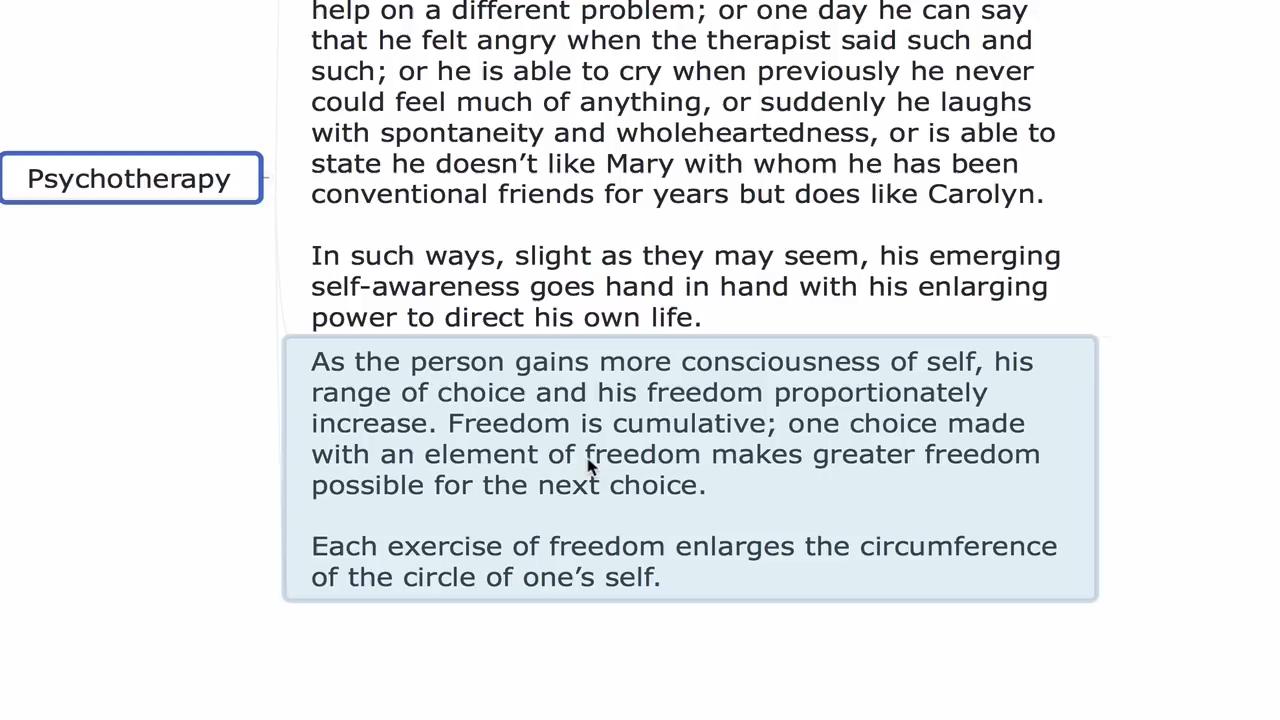 help on a different problem; or one day he can say
that he felt angry when the therapist said such and
such; or he is able to cry when previously he never
could feel much of anything, or suddenly he laughs
with spontaneity and wholeheartedness, or is able to
state he doesn’t like Mary with whom he has been
conventional friends for years but does like Carolyn.
Psychotherapy
In such ways, slight as they may seem, his emerging
self-awareness goes hand in hand with his enlarging
power to direct his own life.
As the person gains more consciousness of self, his
range of choice and his freedom proportionately
increase. Freedom is cumulative; one choice made
with an element of freedom makes greater freedom
possible for the next choice.
Each exercise of freedom enlarges the circumference
of the circle of one’s self.